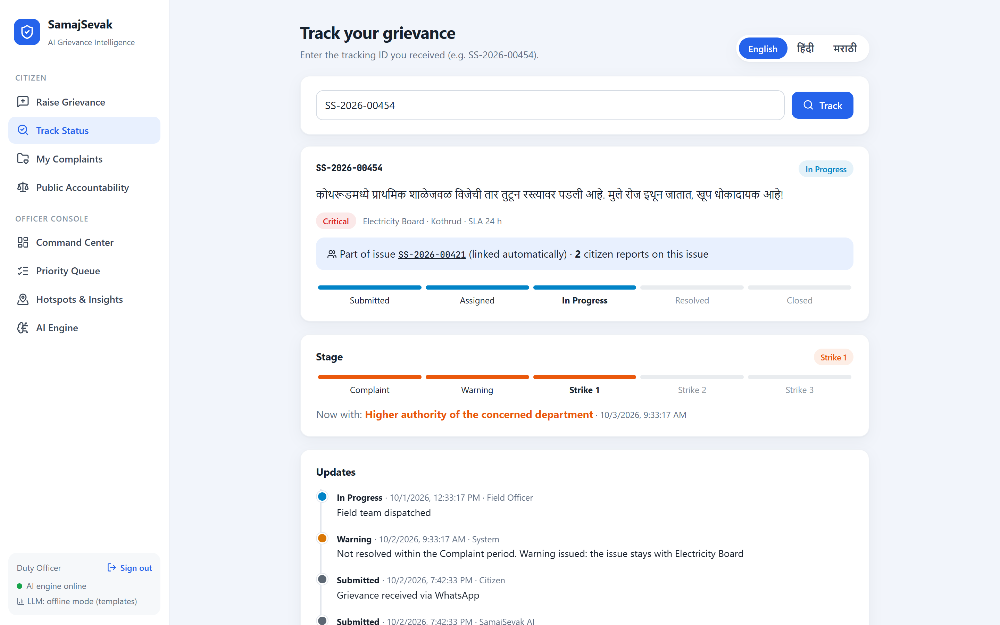 SamajSevak
AI Grievance Intelligence
CITIZEN
Raise Grievance
Track Status
My Complaints
Public Accountability
OFFICER CONSOLE
Command Center
Priority Queue
Hotspots & Insights
AI Engine
Duty Officer
Sign out
AI engine online
LLM: offline mode (templates)
Track your grievance
Enter the tracking ID you received (e.g. SS-2026-00454).
English हिंदी मराठी
SS-2026-00454
Track
SS-2026-00454
In Progress
कोथरूडमध्ये प्राथमिक शाळेजवळ विजेची तार तुटून रस्त्यावर पडली आहे. मुले रोज इथून जातात, खूप धोकादायक आहे!
Critical Electricity Board · Kothrud · SLA 24 h
Part of issue SS-2026-00421 (linked automatically) · 2 citizen reports on this issue
Submitted Assigned In Progress Resolved Closed
Stage
Strike 1
Complaint Warning Strike 1 Strike 2 Strike 3
Now with: Higher authority of the concerned department · 10/3/2026, 9:33:17 AM
Updates
In Progress · 10/1/2026, 12:33:17 PM · Field Officer
Field team dispatched
Warning · 10/2/2026, 9:33:17 AM · System
Not resolved within the Complaint period. Warning issued: the issue stays with Electricity Board
Submitted · 10/2/2026, 7:42:33 PM · Citizen
Grievance received via WhatsApp
Submitted · 10/2/2026, 7:42:33 PM · SamajSevak AI